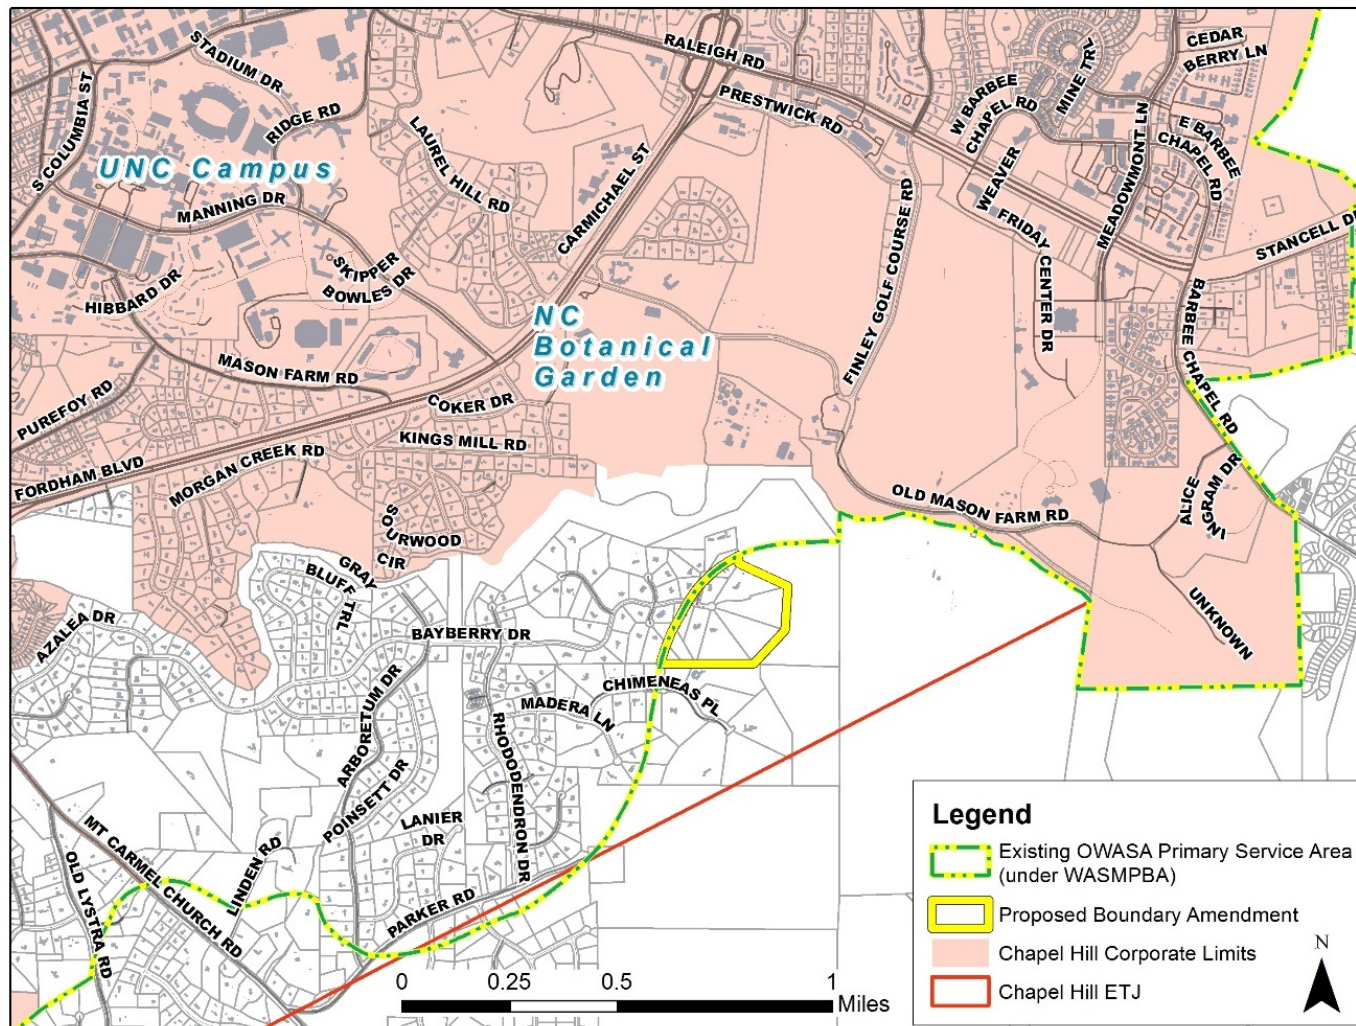 RALEIGH RD
CEDAR
BERRY LN
STADIUM DR
S COLUMBIA ST
RIDGE RD
PRESTWICK RD
W BARBEE
CHAPEL RD
MINE TRL
MEADOWMONT LN
E BARBEE
CHAPEL RD
LAUREL HILL RD
UNC Campus
MANNING DR
CARMICHAEL ST
WEAVER
FRIDAY
CENTER DR
STANCELL DR
FINLEY GOLF COURSE RD
HIBBARD DR
SKIPPER
BOWLES DR
NC
Botanical
Garden
BARBEE CHAPEL RD
MASON FARM RD
PUREFOY RD
COKER DR
KINGS MILL RD
FORDHAM BLVD
MORGAN CREEK RD
OLD MASON FARM RD
ALICE
INGRAM DR
SOURWOOD
CIR
GRAY
BLUFF TRL
UNKNOWN
AZALEA DR
BAYBERRY DR
CHIMENEAS PL
MADERA LN
ARBORETUM DR
RHODODENDRON DR
POINSETT DR
LANIER
DR
MT CARMEL CHURCH RD
LINDEN RD
OLD LYSTRA RD
PARKER RD
Legend
Existing OWASA Primary Service Area
(under WASMPBA)
Proposed Boundary Amendment
Chapel Hill Corporate Limits
Chapel Hill ETJ
N
0 0.25 0.5 1
Miles